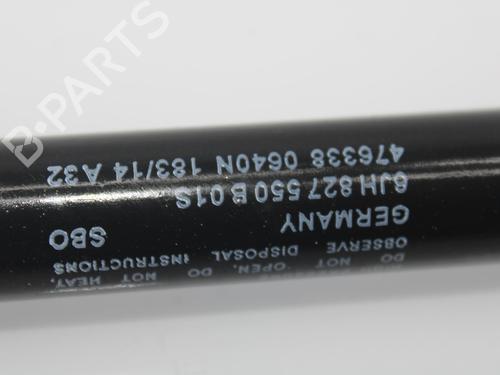 B-PARTS
DO NOT OPEN. DO NOT HEAT.
OBSERVE DISPOSAL INSTRUCTIONS
GERMANY SBO
6JH 827 550 B 01S
476338 0640N 183/14 A32